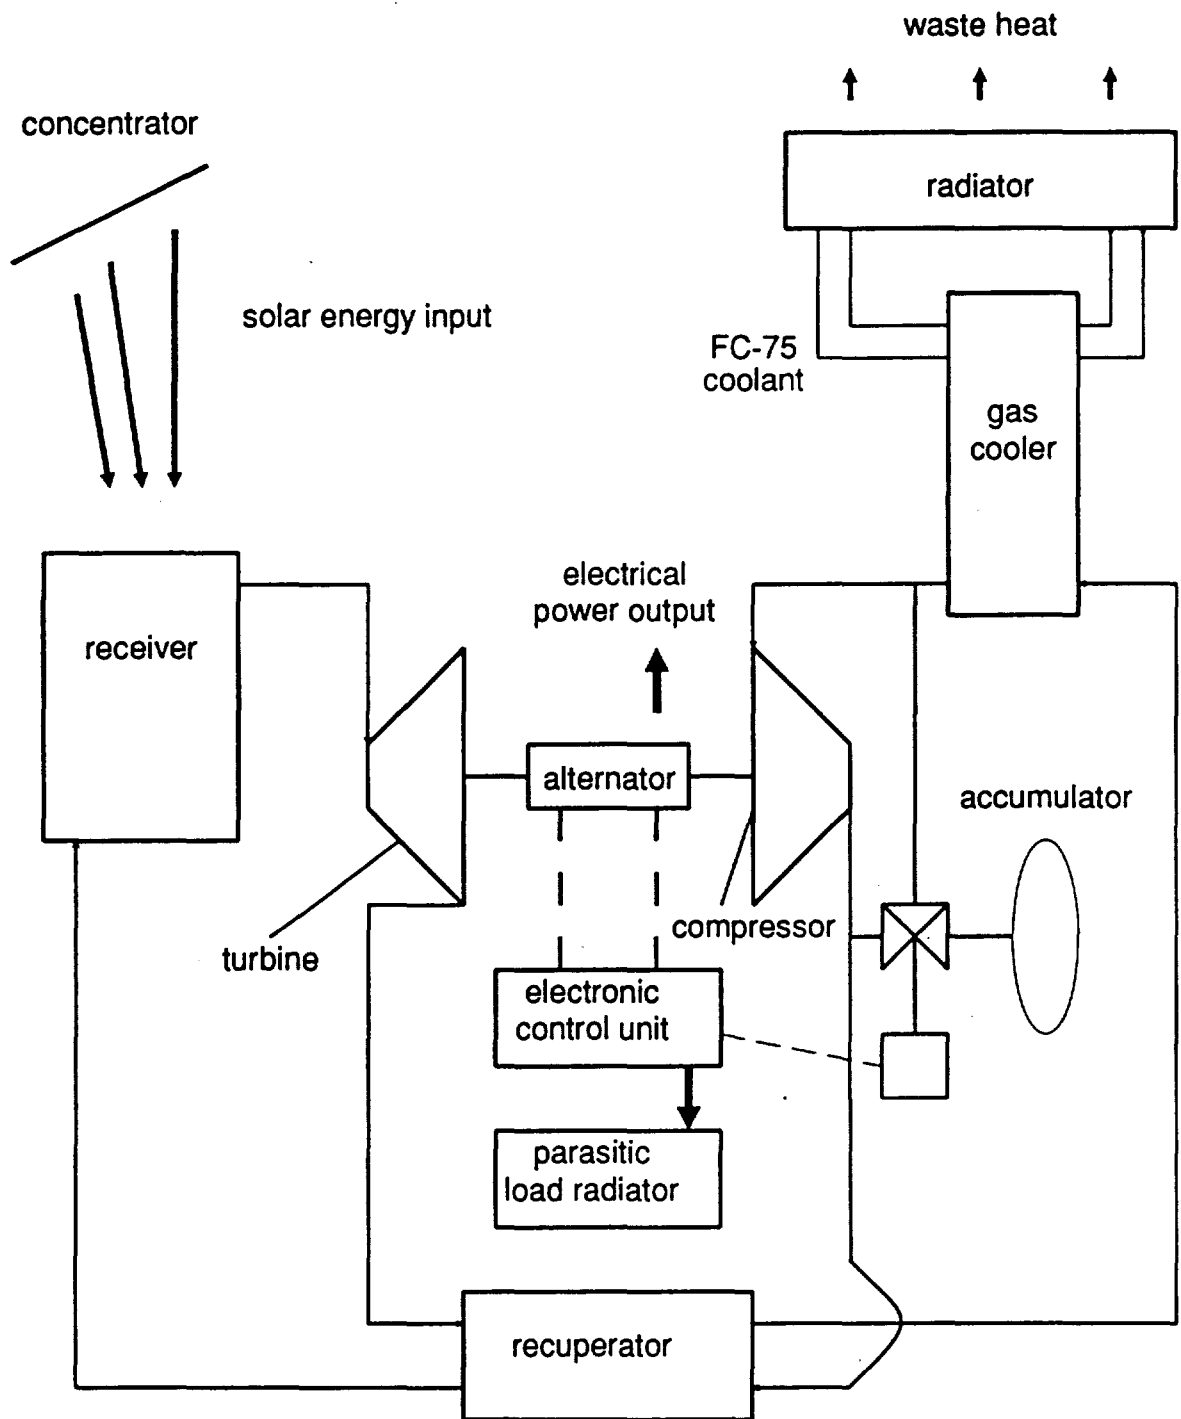 waste heat
concentrator
radiator
solar energy input
FC-75
coolant
gas
cooler
electrical
power output
receiver
alternator
accumulator
compressor
turbine
electronic
control unit
parasitic
load radiator
recuperator